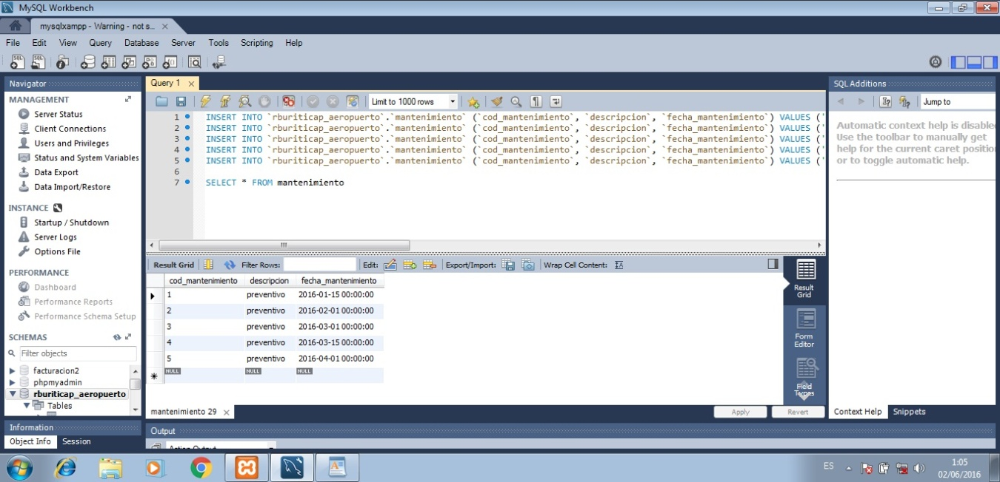 MySQL Workbench
mysqlxampp - Warning - not s...
File Edit View Query Database Server Tools Scripting Help
Navigator
MANAGEMENT
Server Status
Client Connections
Users and Privileges
Status and System Variables
Data Export
Data Import/Restore
INSTANCE
Startup / Shutdown
Server Logs
Options File
PERFORMANCE
Dashboard
Performance Reports
Performance Schema Setup
SCHEMAS
Filter objects
facturacion2
phpmyadmin
rburiticap_aeropuerto
Tables
Information
Object Info Session
Query 1
Limit to 1000 rows
1 INSERT INTO `rburiticap_aeropuerto`.`mantenimiento` (`cod_mantenimiento`, `descripcion`, `fecha_mantenimiento`) VALUES ('
2 INSERT INTO `rburiticap_aeropuerto`.`mantenimiento` (`cod_mantenimiento`, `descripcion`, `fecha_mantenimiento`) VALUES ('
3 INSERT INTO `rburiticap_aeropuerto`.`mantenimiento` (`cod_mantenimiento`, `descripcion`, `fecha_mantenimiento`) VALUES ('
4 INSERT INTO `rburiticap_aeropuerto`.`mantenimiento` (`cod_mantenimiento`, `descripcion`, `fecha_mantenimiento`) VALUES ('
5 INSERT INTO `rburiticap_aeropuerto`.`mantenimiento` (`cod_mantenimiento`, `descripcion`, `fecha_mantenimiento`) VALUES ('
6
7 SELECT * FROM mantenimiento
Result Grid Filter Rows: Edit: Export/Import: Wrap Cell Content:
cod_mantenimiento descripcion fecha_mantenimiento
1 preventivo 2016-01-15 00:00:00
2 preventivo 2016-02-01 00:00:00
3 preventivo 2016-03-01 00:00:00
4 preventivo 2016-03-15 00:00:00
5 preventivo 2016-04-01 00:00:00
NULL NULL NULL
Result
Grid
Form
Editor
Field
Types
mantenimiento 29
Apply Revert
Output
Action Output
SQL Additions
Jump to
Automatic context help is disable
Use the toolbar to manually get
help for the current caret positio
or to toggle automatic help.
Context Help Snippets
ES
1:05
02/06/2016